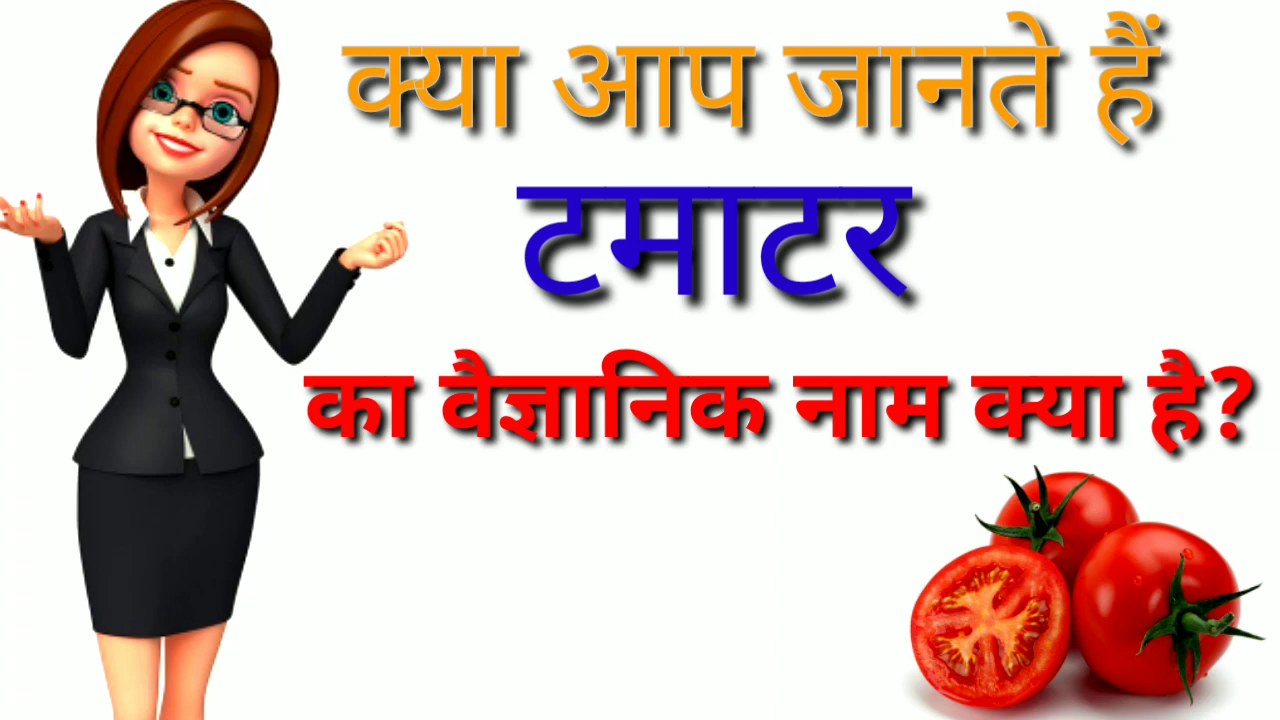 क्या आप जानते हैं
टमाटर
का वैज्ञानिक नाम क्या है?